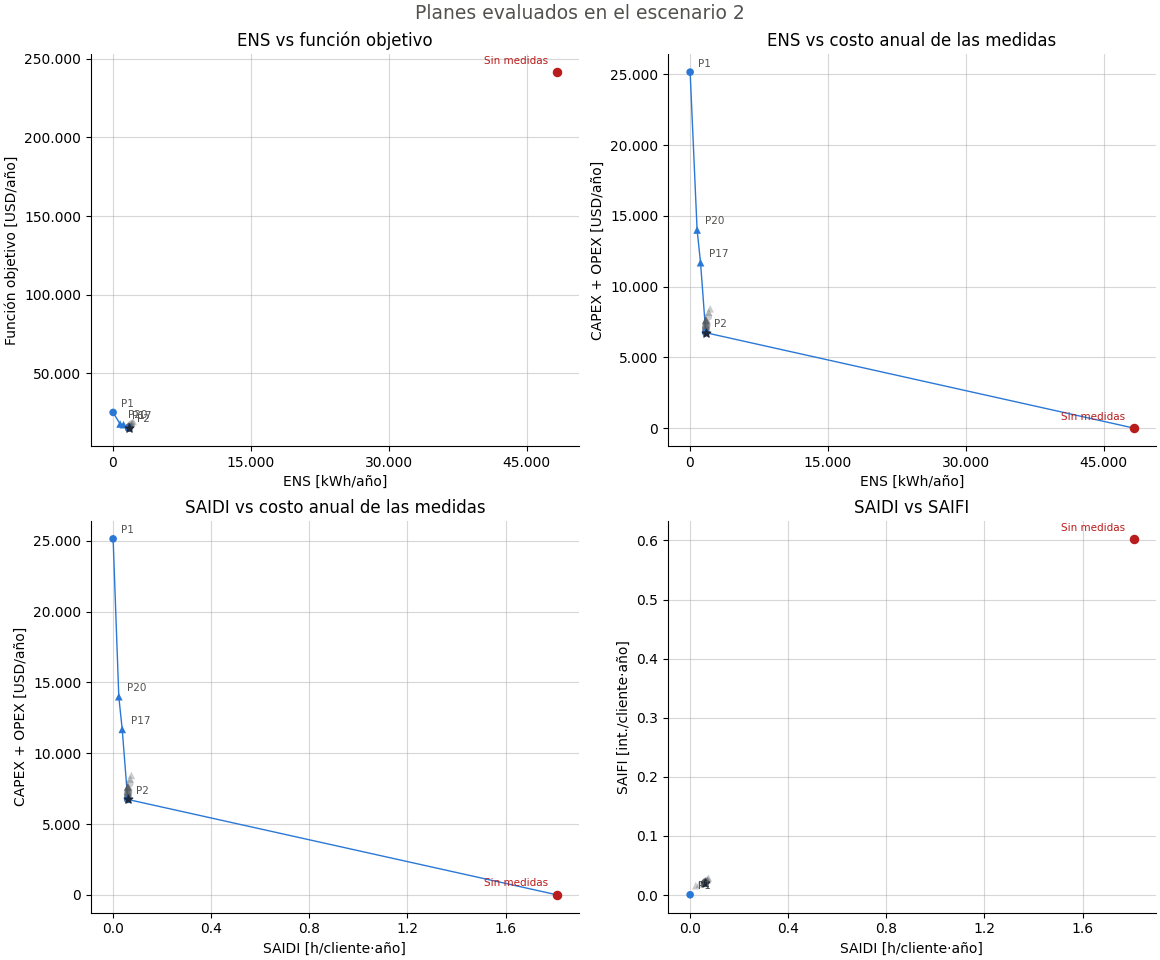 Planes evaluados en el escenario 2
ENS vs función objetivo
Función objetivo [USD/año]
250.000
200.000
150.000
100.000
50.000
Sin medidas
P1
P20
P17
P2
0
15.000
30.000
45.000
ENS [kWh/año]
ENS vs costo anual de las medidas
CAPEX + OPEX [USD/año]
25.000
20.000
15.000
10.000
5.000
0
P1
P20
P17
P2
Sin medidas
0
15.000
30.000
45.000
ENS [kWh/año]
SAIDI vs costo anual de las medidas
CAPEX + OPEX [USD/año]
25.000
20.000
15.000
10.000
5.000
0
P1
P20
P17
P2
Sin medidas
0.0
0.4
0.8
1.2
1.6
SAIDI [h/cliente·año]
SAIDI vs SAIFI
SAIFI [int./cliente·año]
0.6
0.5
0.4
0.3
0.2
0.1
0.0
Sin medidas
P1
0.0
0.4
0.8
1.2
1.6
SAIDI [h/cliente·año]